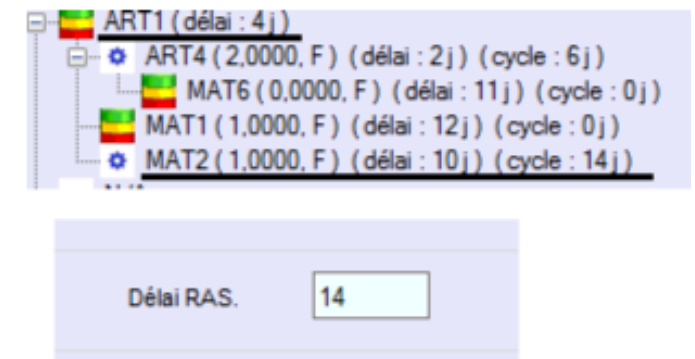 ART1 (délai : 4 j)
ART4 ( 2,0000, F ) (délai : 2 j ) ( cycle : 6 j )
MAT6 ( 0,0000, F ) (délai : 11 j ) ( cycle : 0 j )
MAT1 ( 1,0000, F ) (délai : 12 j ) ( cycle : 0 j )
MAT2 ( 1,0000, F ) (délai : 10 j ) ( cycle : 14 j )
Délai RAS. 14